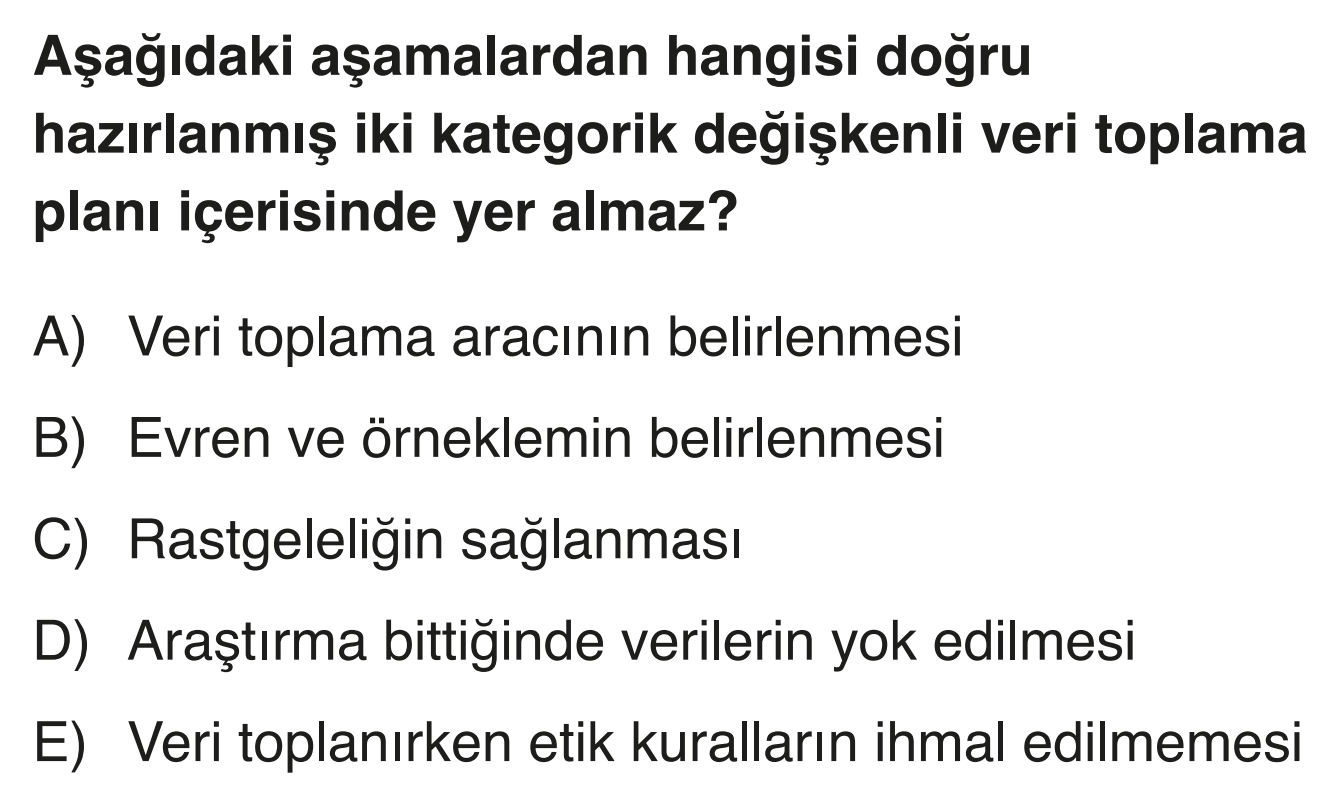 Aşağıdaki aşamalardan hangisi doğru
hazırlanmış iki kategorik değişkenli veri toplama
planı içerisinde yer almaz?
A) Veri toplama aracının belirlenmesi
B) Evren ve örneklemin belirlenmesi
C) Rastgeleliğin sağlanması
D) Araştırma bittiğinde verilerin yok edilmesi
E) Veri toplanırken etik kuralların ihmal edilmemesi